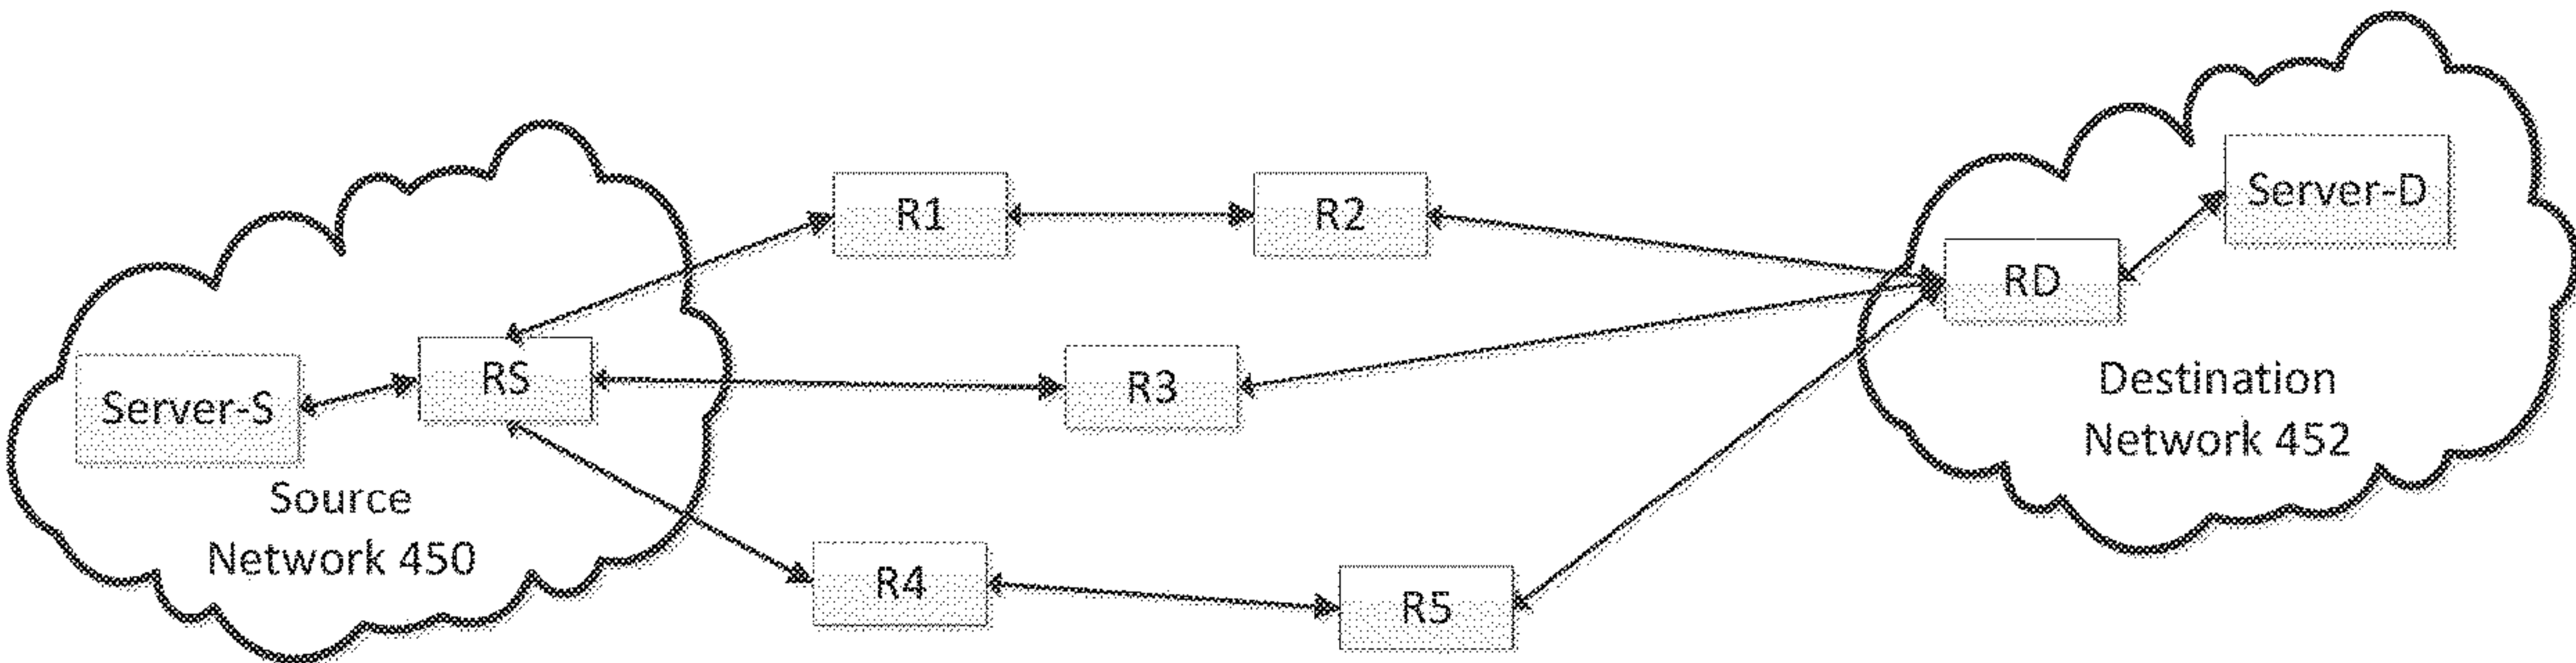 R1
R2
Server-D
RD
RS
Server-S
R3
Destination
Network 452
Source
Network 450
R4
R5